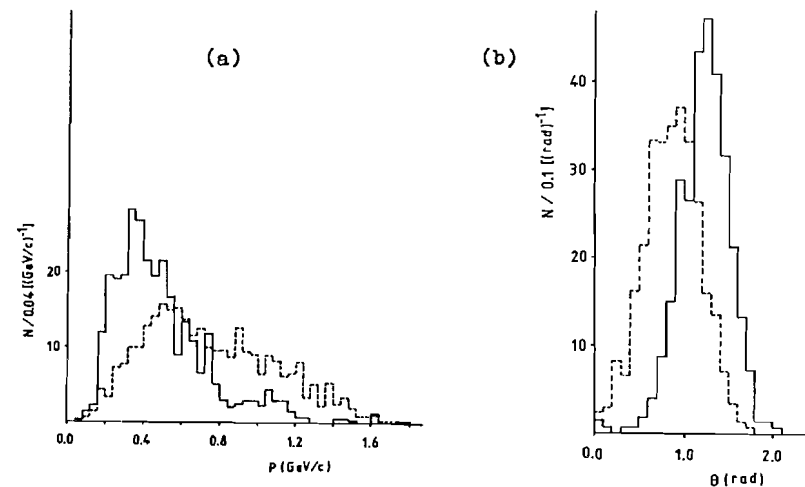 (a)
N / 0.04 [(GeV/c)⁻¹]
20
10
0.0 0.4 0.8 1.2 1.6
P (GeV/c)
(b)
N / 0.1 [(rad)⁻¹]
40
30
20
10
0.0 1.0 2.0
θ (rad)